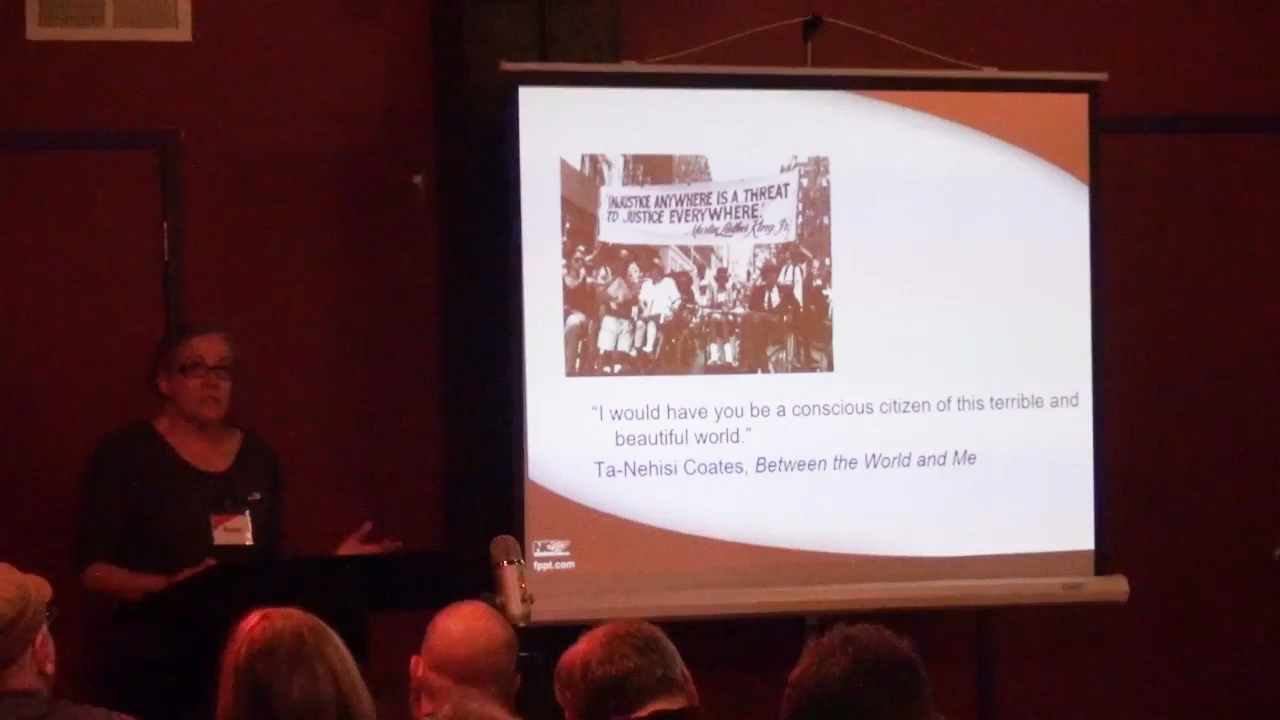 "INJUSTICE ANYWHERE IS A THREAT
TO JUSTICE EVERYWHERE."
Martin Luther King Jr.
“I would have you be a conscious citizen of this terrible and
beautiful world.”
Ta-Nehisi Coates, Between the World and Me
fppt.com